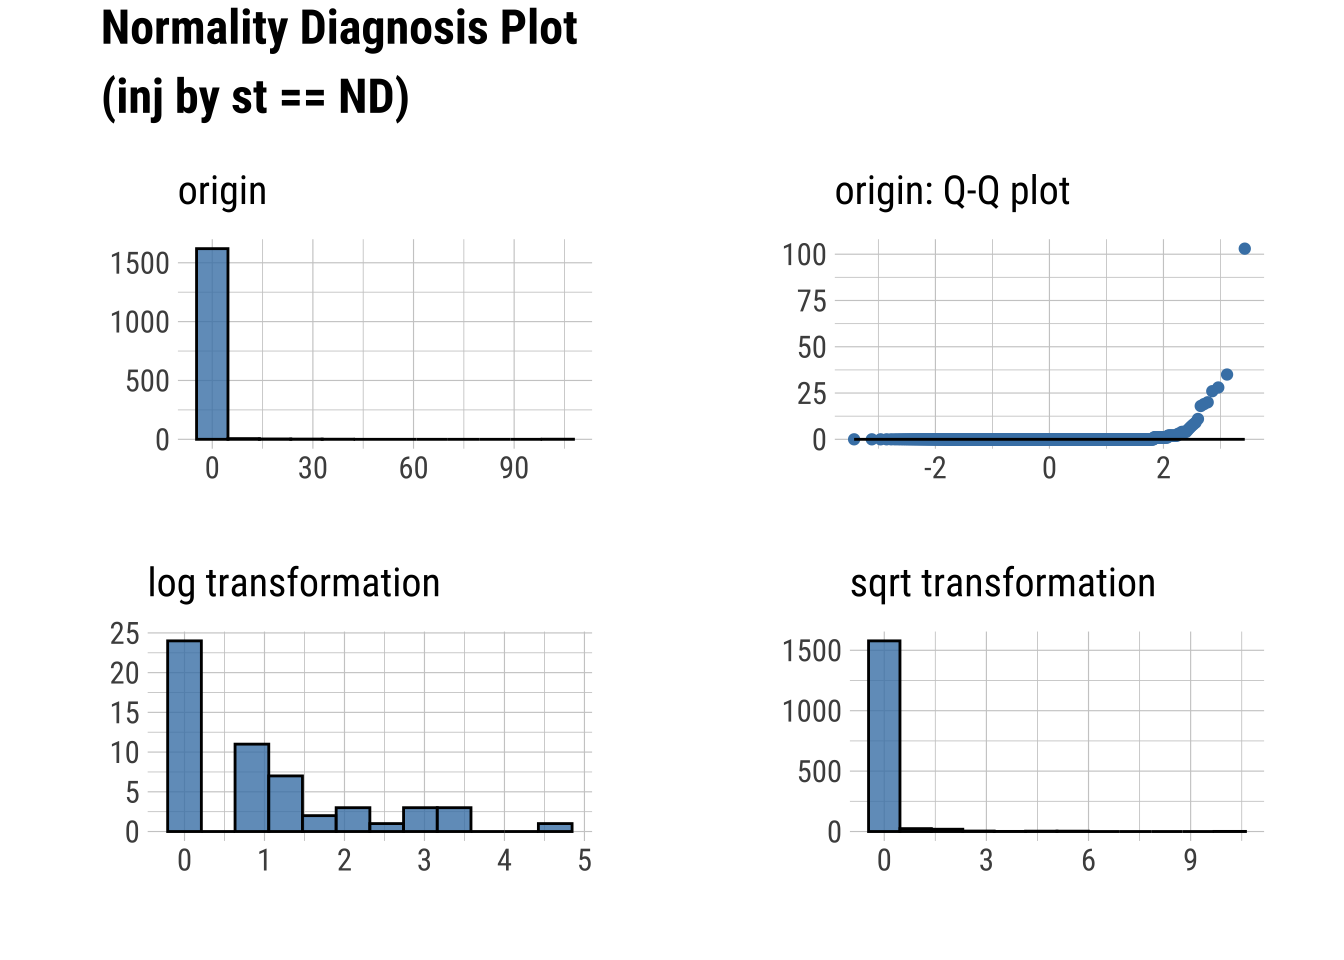 Normality Diagnosis Plot
(inj by st == ND)
origin
1500
1000
500
0
0 30 60 90
origin: Q-Q plot
100
75
50
25
0
-2 0 2
log transformation
25
20
15
10
5
0
0 1 2 3 4 5
sqrt transformation
1500
1000
500
0
0 3 6 9